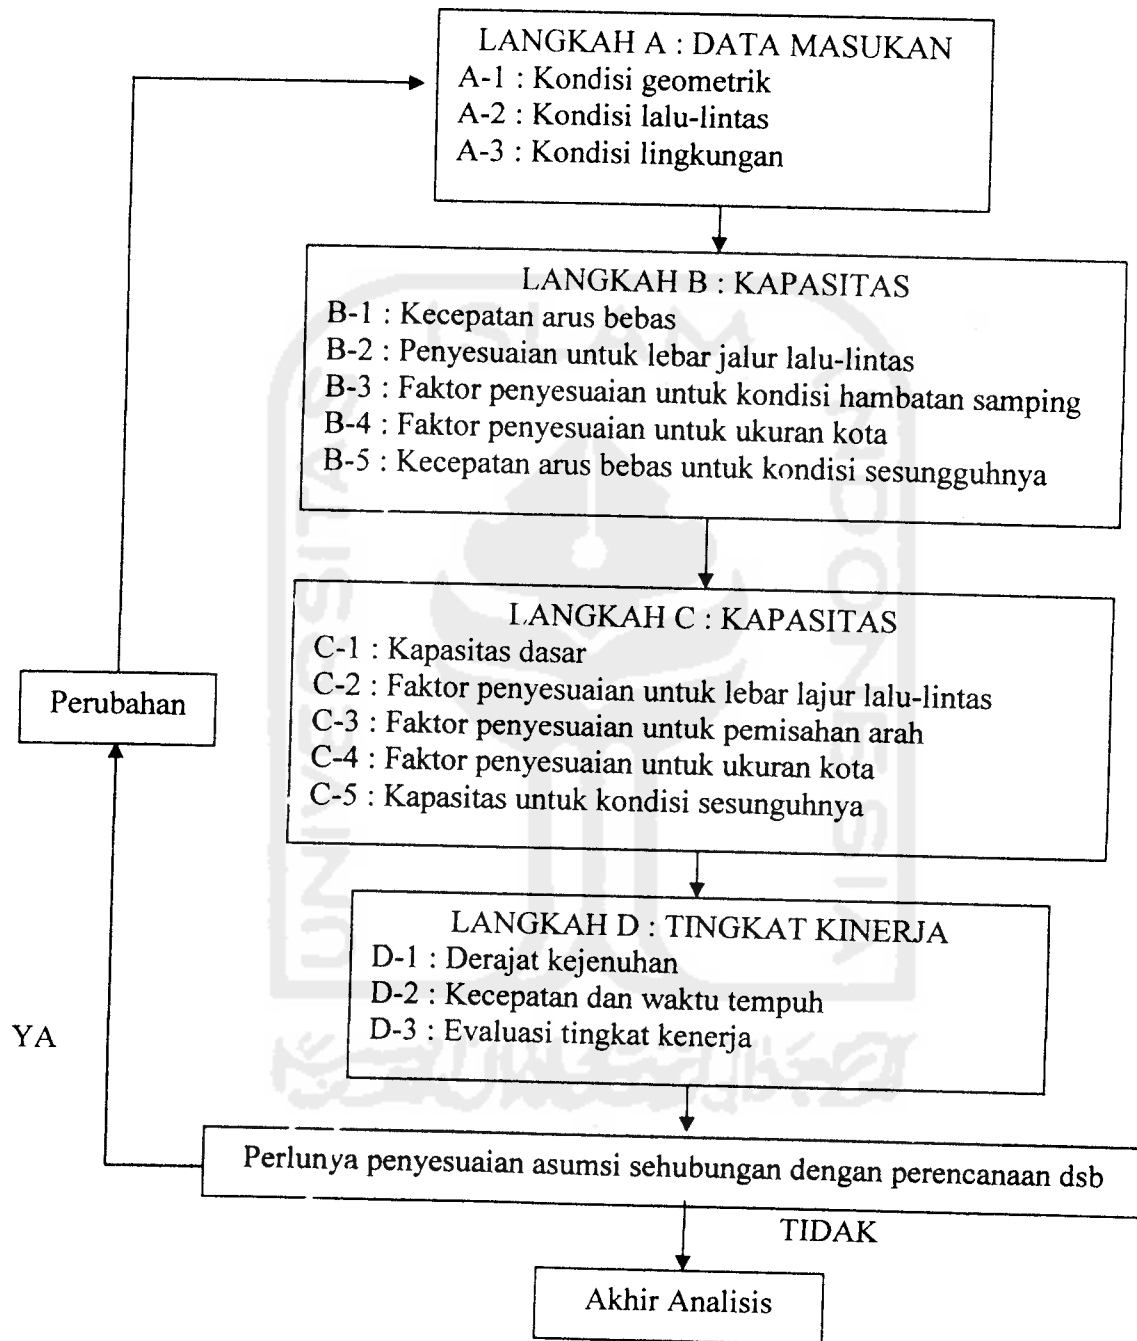 LANGKAH A : DATA MASUKAN
A-1 : Kondisi geometrik
A-2 : Kondisi lalu-lintas
A-3 : Kondisi lingkungan
LANGKAH B : KAPASITAS
B-1 : Kecepatan arus bebas
B-2 : Penyesuaian untuk lebar jalur lalu-lintas
B-3 : Faktor penyesuaian untuk kondisi hambatan samping
B-4 : Faktor penyesuaian untuk ukuran kota
B-5 : Kecepatan arus bebas untuk kondisi sesungguhnya
LANGKAH C : KAPASITAS
C-1 : Kapasitas dasar
C-2 : Faktor penyesuaian untuk lebar lajur lalu-lintas
C-3 : Faktor penyesuaian untuk pemisahan arah
C-4 : Faktor penyesuaian untuk ukuran kota
C-5 : Kapasitas untuk kondisi sesunguhnya
Perubahan
LANGKAH D : TINGKAT KINERJA
D-1 : Derajat kejenuhan
D-2 : Kecepatan dan waktu tempuh
D-3 : Evaluasi tingkat kenerja
YA
Perlunya penyesuaian asumsi sehubungan dengan perencanaan dsb
TIDAK
Akhir Analisis
UNIVERSITAS
ISLAM
INDONESIA